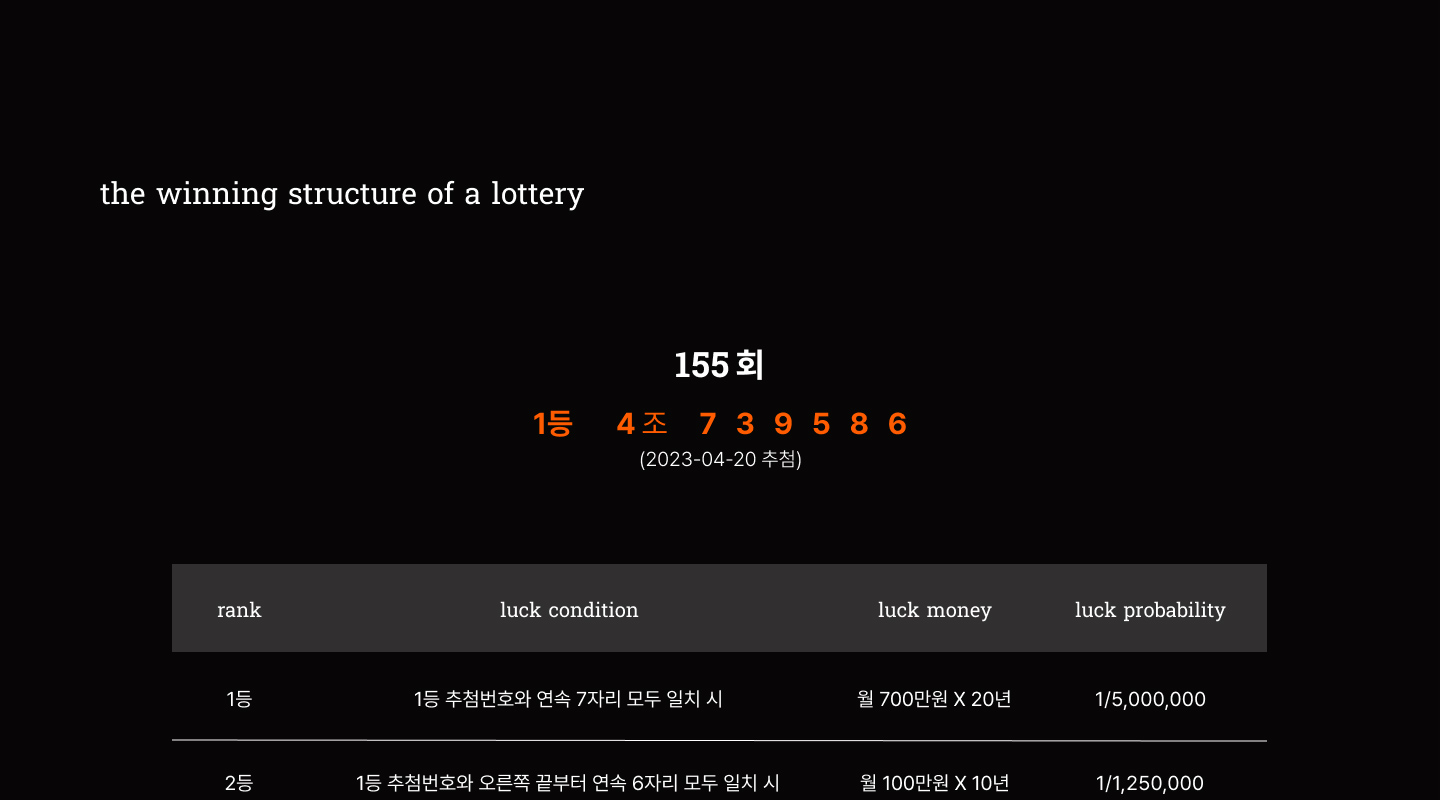 the winning structure of a lottery
155 회
1등 4 조 7 3 9 5 8 6
(2023-04-20 추첨)
rank luck condition luck money luck probability
1등 1등 추첨번호와 연속 7자리 모두 일치 시 월 700만원 X 20년 1/5,000,000
2등 1등 추첨번호와 오른쪽 끝부터 연속 6자리 모두 일치 시 월 100만원 X 10년 1/1,250,000